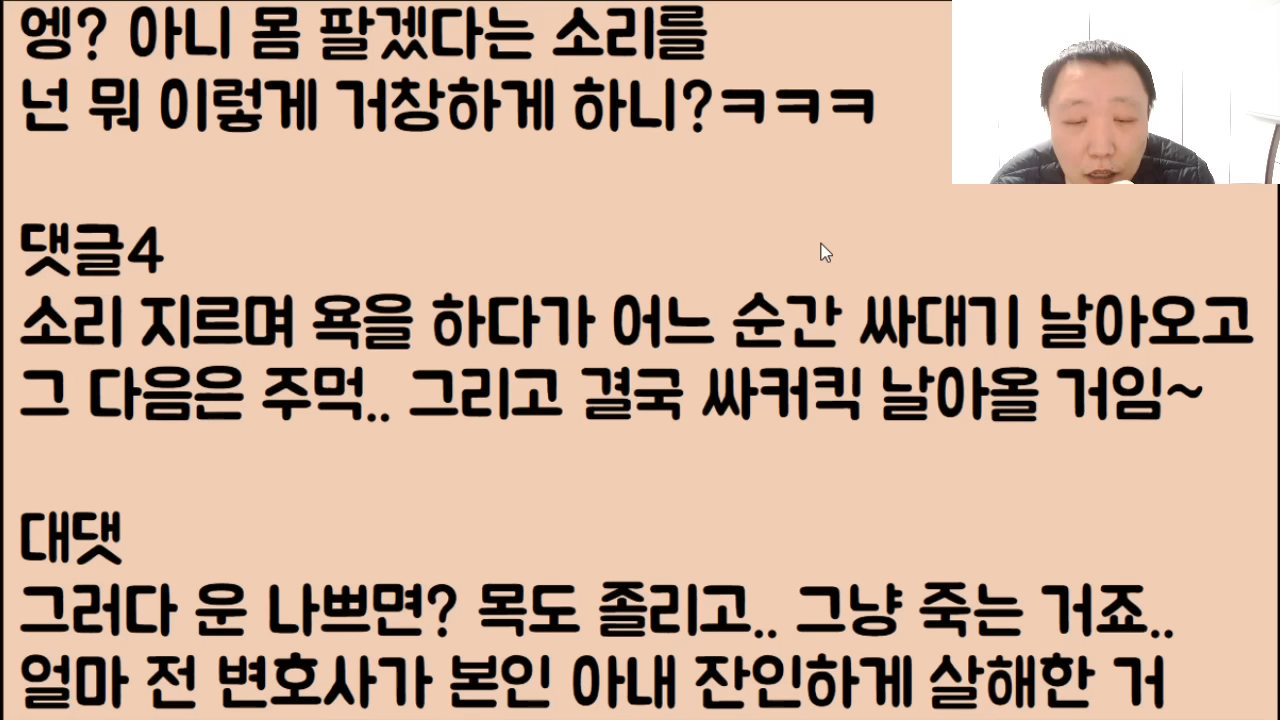 엥? 아니 몸 팔겠다는 소리를
넌 뭐 이렇게 거창하게 하니?ㅋㅋㅋ
댓글4
소리 지르며 욕을 하다가 어느 순간 싸대기 날아오고
그 다음은 주먹.. 그리고 결국 싸커킥 날아올 거임~
대댓
그러다 운 나쁘면? 목도 졸리고.. 그냥 죽는 거죠..
얼마 전 변호사가 본인 아내 잔인하게 살해한 거